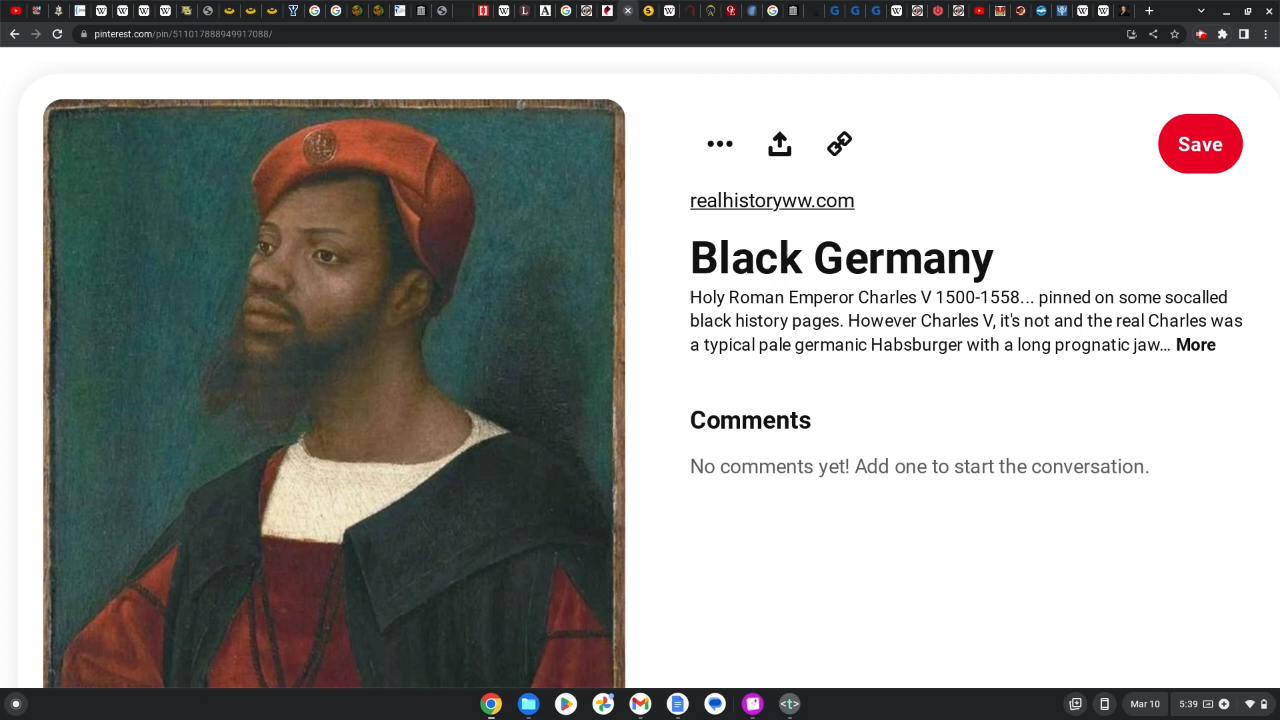 pinterest.com/pin/511017888949917088/
Save
realhistoryww.com
Black Germany
Holy Roman Emperor Charles V 1500-1558... pinned on some socalled
black history pages. However Charles V, it's not and the real Charles was
a typical pale germanic Habsburger with a long prognatic jaw… More
Comments
No comments yet! Add one to start the conversation.
Mar 10
5:39